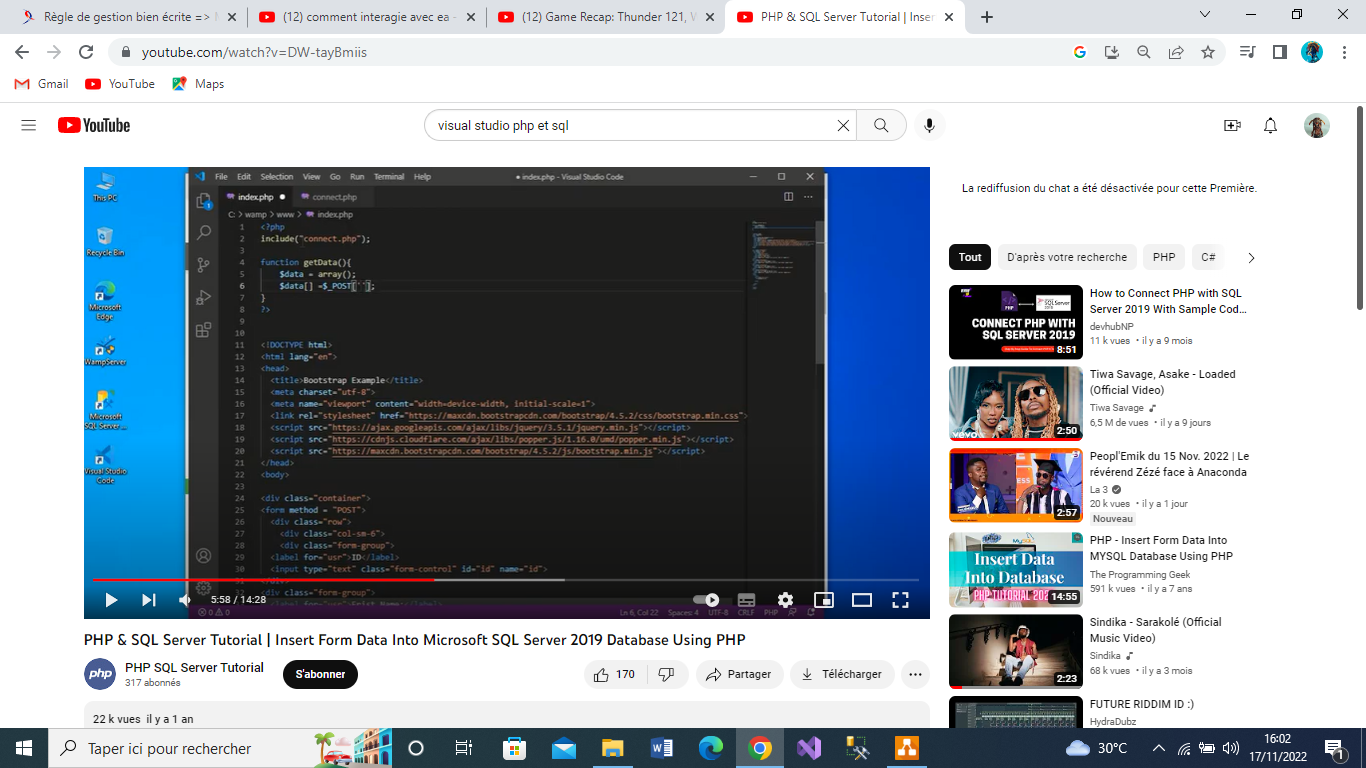 Règle de gestion bien écrite =>
(12) comment interagie avec ea -
(12) Game Recap: Thunder 121, W
PHP & SQL Server Tutorial | Inser
youtube.com/watch?v=DW-tayBmiis
Gmail
YouTube
Maps
YouTube
visual studio php et sql
This PC
Recycle Bin
Microsoft
Edge
WampServer
Microsoft
SQL Server ...
Visual Studio
Code
File Edit Selection View Go Run Terminal Help
● index.php - Visual Studio Code
index.php ●
connect.php
C: > wamp > www > index.php
1 <?php
2 include("connect.php");
3
4 function getData(){
5 $data = array();
6 $data[] =$_POST[''];
7 }
8 ?>
9
10
11 <!DOCTYPE html>
12 <html lang="en">
13 <head>
14 <title>Bootstrap Example</title>
15 <meta charset="utf-8">
16 <meta name="viewport" content="width=device-width, initial-scale=1">
17 <link rel="stylesheet" href="https://maxcdn.bootstrapcdn.com/bootstrap/4.5.2/css/bootstrap.min.css">
18 <script src="https://ajax.googleapis.com/ajax/libs/jquery/3.5.1/jquery.min.js"></script>
19 <script src="https://cdnjs.cloudflare.com/ajax/libs/popper.js/1.16.0/umd/popper.min.js"></script>
20 <script src="https://maxcdn.bootstrapcdn.com/bootstrap/4.5.2/js/bootstrap.min.js"></script>
21 </head>
22 <body>
23
24 <div class="container">
25 <form method = "POST">
26 <div class="row">
27 <div class="col-sm-6">
28 <div class="form-group">
29 <label for="usr">ID</label>
30 <input type="text" class="form-control" id="id" name="id">
31 </div>
<div class="form-group">
0 0
Ln 6, Col 22 Spaces: 4 UTF-8 CRLF PHP
5:58 / 14:28
PHP & SQL Server Tutorial | Insert Form Data Into Microsoft SQL Server 2019 Database Using PHP
php
PHP SQL Server Tutorial
317 abonnés
S'abonner
170
Partager
Télécharger
22 k vues il y a 1 an
La rediffusion du chat a été désactivée pour cette Première.
Tout
D'après votre recherche
PHP
C#
CONNECT PHP WITH
SQL SERVER 2019
8:51
How to Connect PHP with SQL
Server 2019 With Sample Cod...
devhubNP
11 k vues • il y a 9 mois
vevo
2:50
Tiwa Savage, Asake - Loaded
(Official Video)
Tiwa Savage
6,5 M de vues • il y a 9 jours
2:57
Peopl'Emik du 15 Nov. 2022 | Le
révérend Zézé face à Anaconda
La 3
20 k vues • il y a 1 jour
Nouveau
MySQL
Insert Data
Into Database
14:55
PHP - Insert Form Data Into
MYSQL Database Using PHP
The Programming Geek
591 k vues • il y a 7 ans
2:23
Sindika - Sarakolé (Official
Music Video)
Sindika
68 k vues • il y a 3 mois
FUTURE RIDDIM ID :)
HydraDubz
Taper ici pour rechercher
30°C
16:02
17/11/2022
1